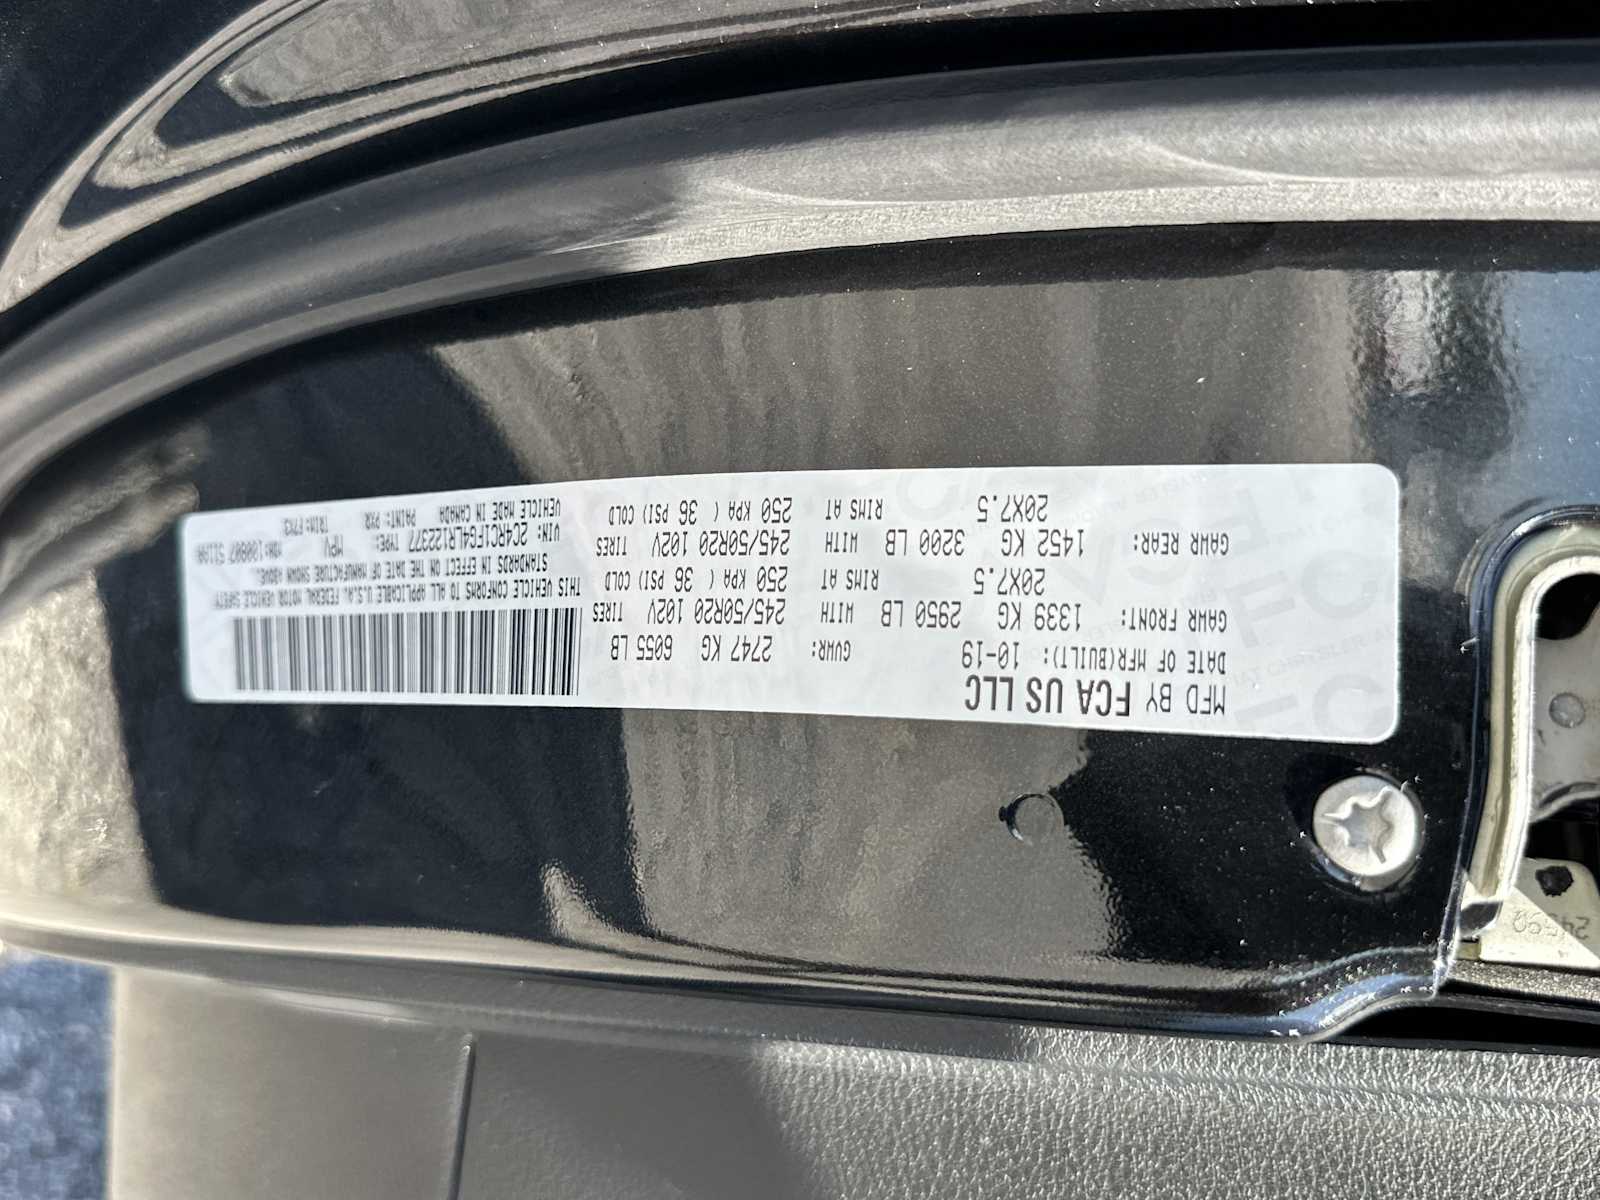 MFD BY FCA US LLC
DATE OF MFR(BUILT): 10-19 GVWR: 2747 KG 6055 LB
GAWR FRONT: 1339 KG 2950 LB WITH 245/50R20 102V TIRES
20X7.5 RIMS AT 250 KPA ( 36 PSI) COLD
GAWR REAR: 1452 KG 3200 LB WITH 245/50R20 102V TIRES
20X7.5 RIMS AT 250 KPA ( 36 PSI) COLD
THIS VEHICLE CONFORMS TO ALL APPLICABLE U.S.A. FEDERAL MOTOR VEHICLE SAFETY
STANDARDS IN EFFECT ON THE DATE OF MANUFACTURE SHOWN ABOVE.
VIN: 2C4RC1FG4LR122377 TYPE: MPV
VEHICLE MADE IN CANADA PAINT: PXR